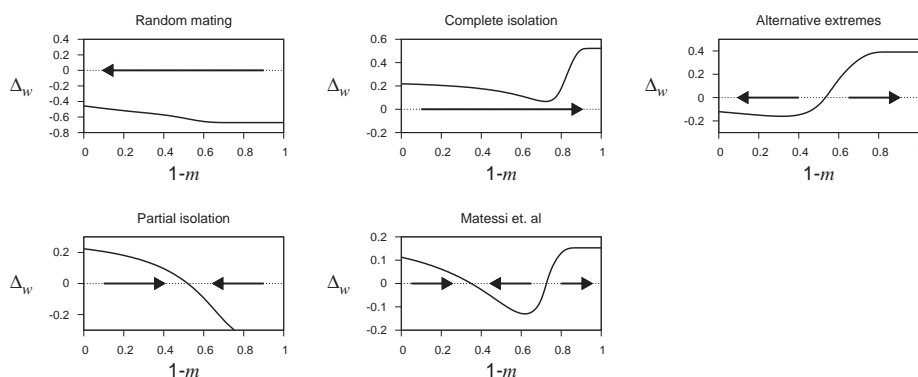 Random mating
0.4
0.2
0
-0.2
-0.4
-0.6
-0.8
Δw
0 0.2 0.4 0.6 0.8 1
1-m
Complete isolation
0.6
0.4
0.2
0
-0.2
Δw
0 0.2 0.4 0.6 0.8 1
1-m
Alternative extremes
0.4
0.2
0
-0.2
Δw
0 0.2 0.4 0.6 0.8
1-m
Partial isolation
0.2
0
-0.2
Δw
0 0.2 0.4 0.6 0.8 1
1-m
Matessi et. al
0.2
0.1
0
-0.1
-0.2
Δw
0 0.2 0.4 0.6 0.8 1
1-m